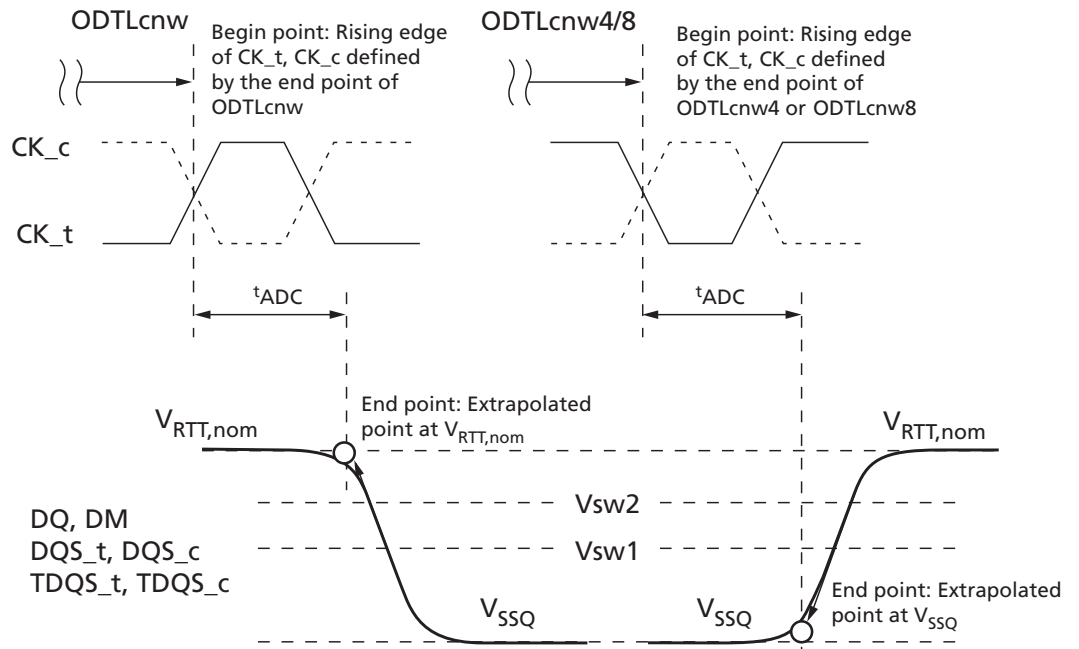 ODTLcnw
Begin point: Rising edge
of CK_t, CK_c defined
by the end point of
ODTLcnw
ODTLcnw4/8
Begin point: Rising edge
of CK_t, CK_c defined
by the end point of
ODTLcnw4 or ODTLcnw8
CK_c
CK_t
tADC
tADC
End point: Extrapolated
point at VRTT,nom
VRTT,nom
VRTT,nom
Vsw2
DQ, DM
DQS_t, DQS_c
TDQS_t, TDQS_c
Vsw1
VSSQ
VSSQ
End point: Extrapolated
point at VSSQ